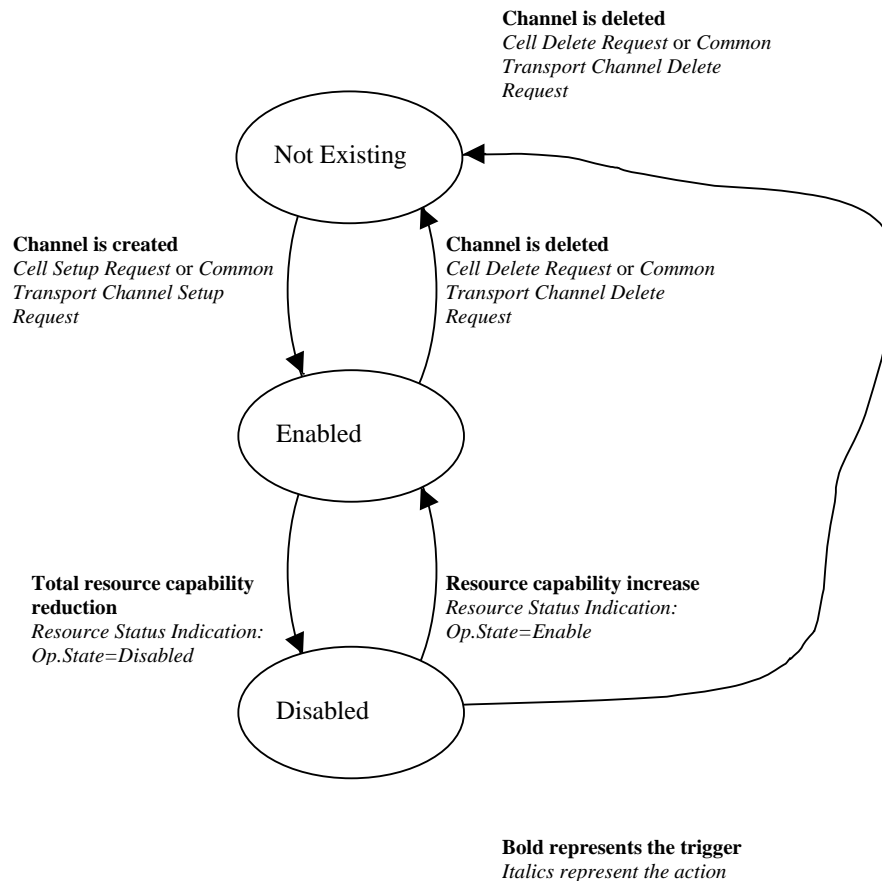 Channel is deleted
Cell Delete Request or Common
Transport Channel Delete
Request
Not Existing
Channel is created
Cell Setup Request or Common
Transport Channel Setup
Request
Channel is deleted
Cell Delete Request or Common
Transport Channel Delete
Request
Enabled
Total resource capability
reduction
Resource Status Indication:
Op.State=Disabled
Resource capability increase
Resource Status Indication:
Op.State=Enable
Disabled
Bold represents the trigger
Italics represent the action